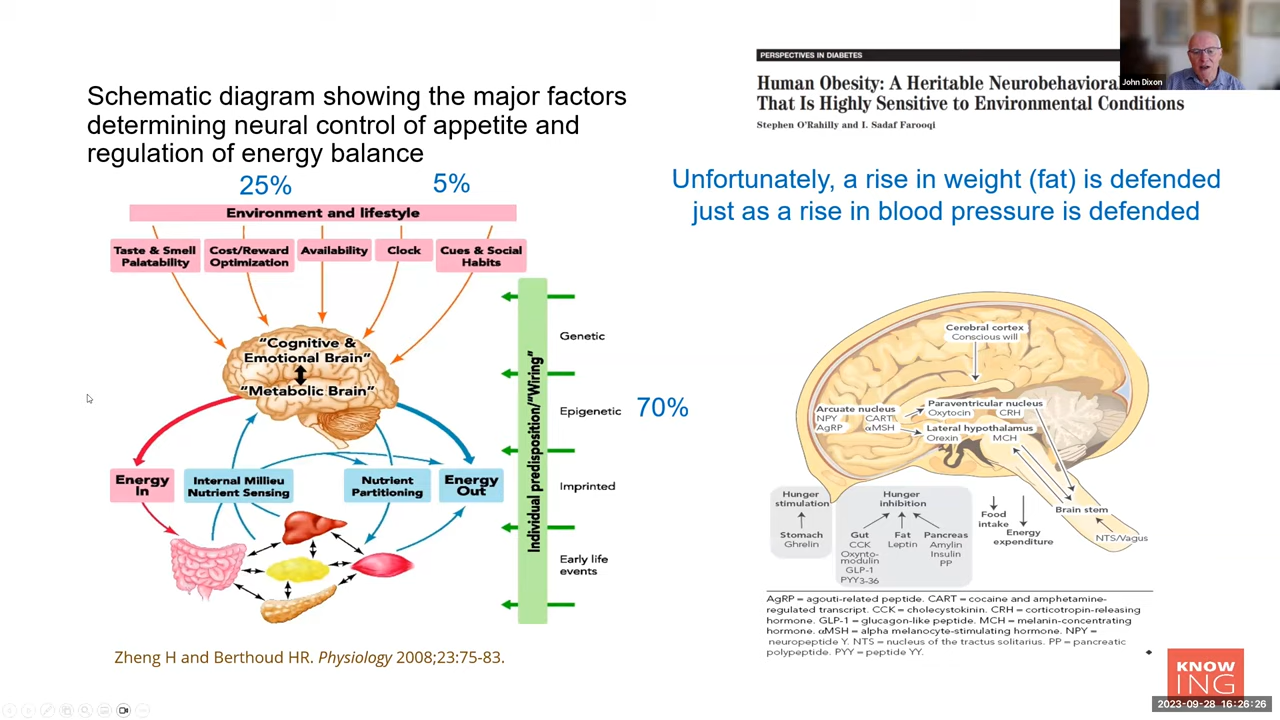 Schematic diagram showing the major factors
determining neural control of appetite and
regulation of energy balance
25%
5%
Environment and lifestyle
Taste & Smell
Palatability
Cost/Reward
Optimization
Availability
Clock
Cues & Social
Habits
"Cognitive &
Emotional Brain"
"Metabolic Brain"
Energy
In
Internal Millieu
Nutrient Sensing
Nutrient
Partitioning
Energy
Out
Individual predisposition/"Wiring"
Genetic
Epigenetic
70%
Imprinted
Early life
events
Zheng H and Berthoud HR. Physiology 2008;23:75-83.
PERSPECTIVES IN DIABETES
Human Obesity: A Heritable Neurobehavioral
That Is Highly Sensitive to Environmental Conditions
Stephen O'Rahilly and I. Sadaf Farooqi
John Dixon
Unfortunately, a rise in weight (fat) is defended
just as a rise in blood pressure is defended
Cerebral cortex
Conscious will
Arcuate nucleus
NPY CART
AgRP αMSH
Paraventricular nucleus
Oxytocin CRH
Lateral hypothalamus
Orexin MCH
Hunger
stimulation
Stomach
Ghrelin
Hunger
inhibition
Gut
CCK
Oxynto-
modulin
GLP-1
PYY3-36
Fat
Leptin
Pancreas
Amylin
Insulin
PP
Food
intake
Energy
expenditure
Brain stem
NTS/Vagus
AgRP = agouti-related peptide. CART = cocaine and amphetamine-
regulated transcript. CCK = cholecystokinin. CRH = corticotropin-releasing
hormone. GLP-1 = glucagon-like peptide. MCH = melanin-concentrating
hormone. αMSH = alpha melanocyte-stimulating hormone. NPY =
neuropeptide Y. NTS = nucleus of the tractus solitarius. PP = pancreatic
polypeptide. PYY = peptide YY.
KNOW
ING
2023-09-28 16:26:26